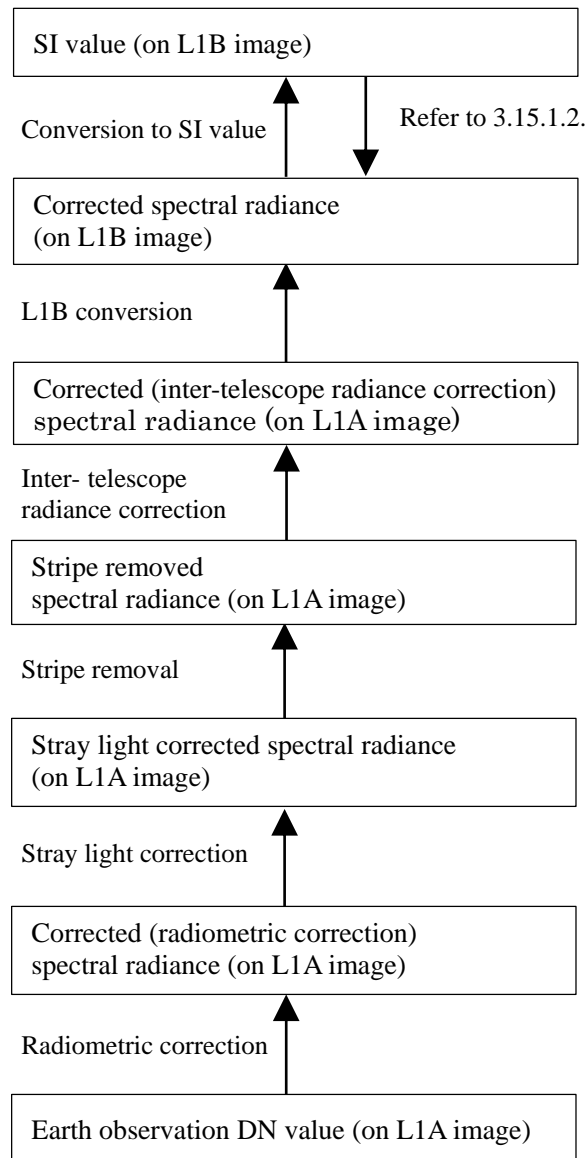 SI value (on L1B image)
Conversion to SI value
Refer to 3.15.1.2.
Corrected spectral radiance
(on L1B image)
L1B conversion
Corrected (inter-telescope radiance correction)
spectral radiance (on L1A image)
Inter- telescope
radiance correction
Stripe removed
spectral radiance (on L1A image)
Stripe removal
Stray light corrected spectral radiance
(on L1A image)
Stray light correction
Corrected (radiometric correction)
spectral radiance (on L1A image)
Radiometric correction
Earth observation DN value (on L1A image)